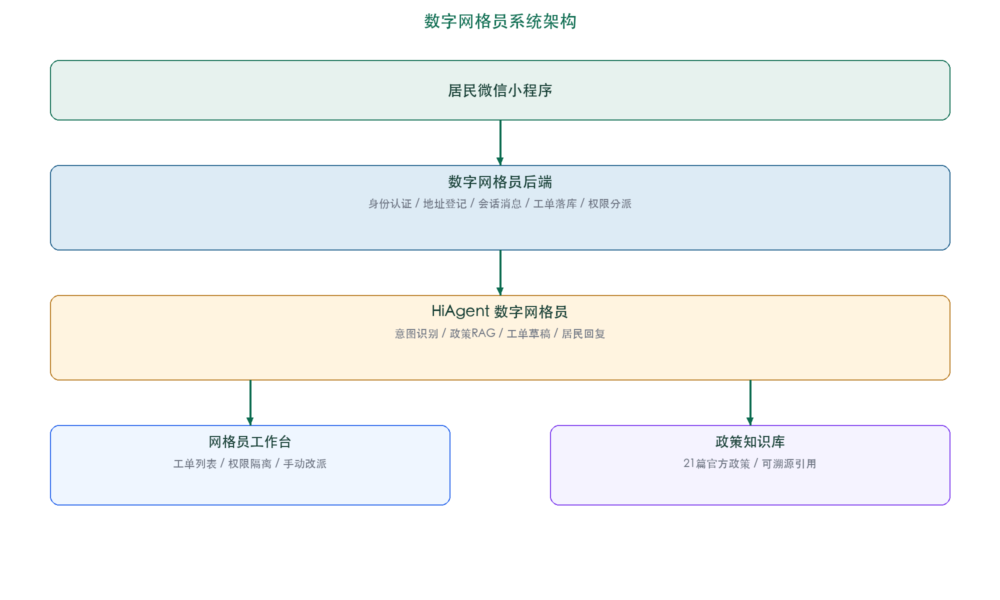 数字网格员系统架构
居民微信小程序
数字网格员后端
身份认证 / 地址登记 / 会话消息 / 工单落库 / 权限分派
HiAgent 数字网格员
意图识别 / 政策RAG / 工单草稿 / 居民回复
网格员工作台
工单列表 / 权限隔离 / 手动改派
政策知识库
21篇官方政策 / 可溯源引用